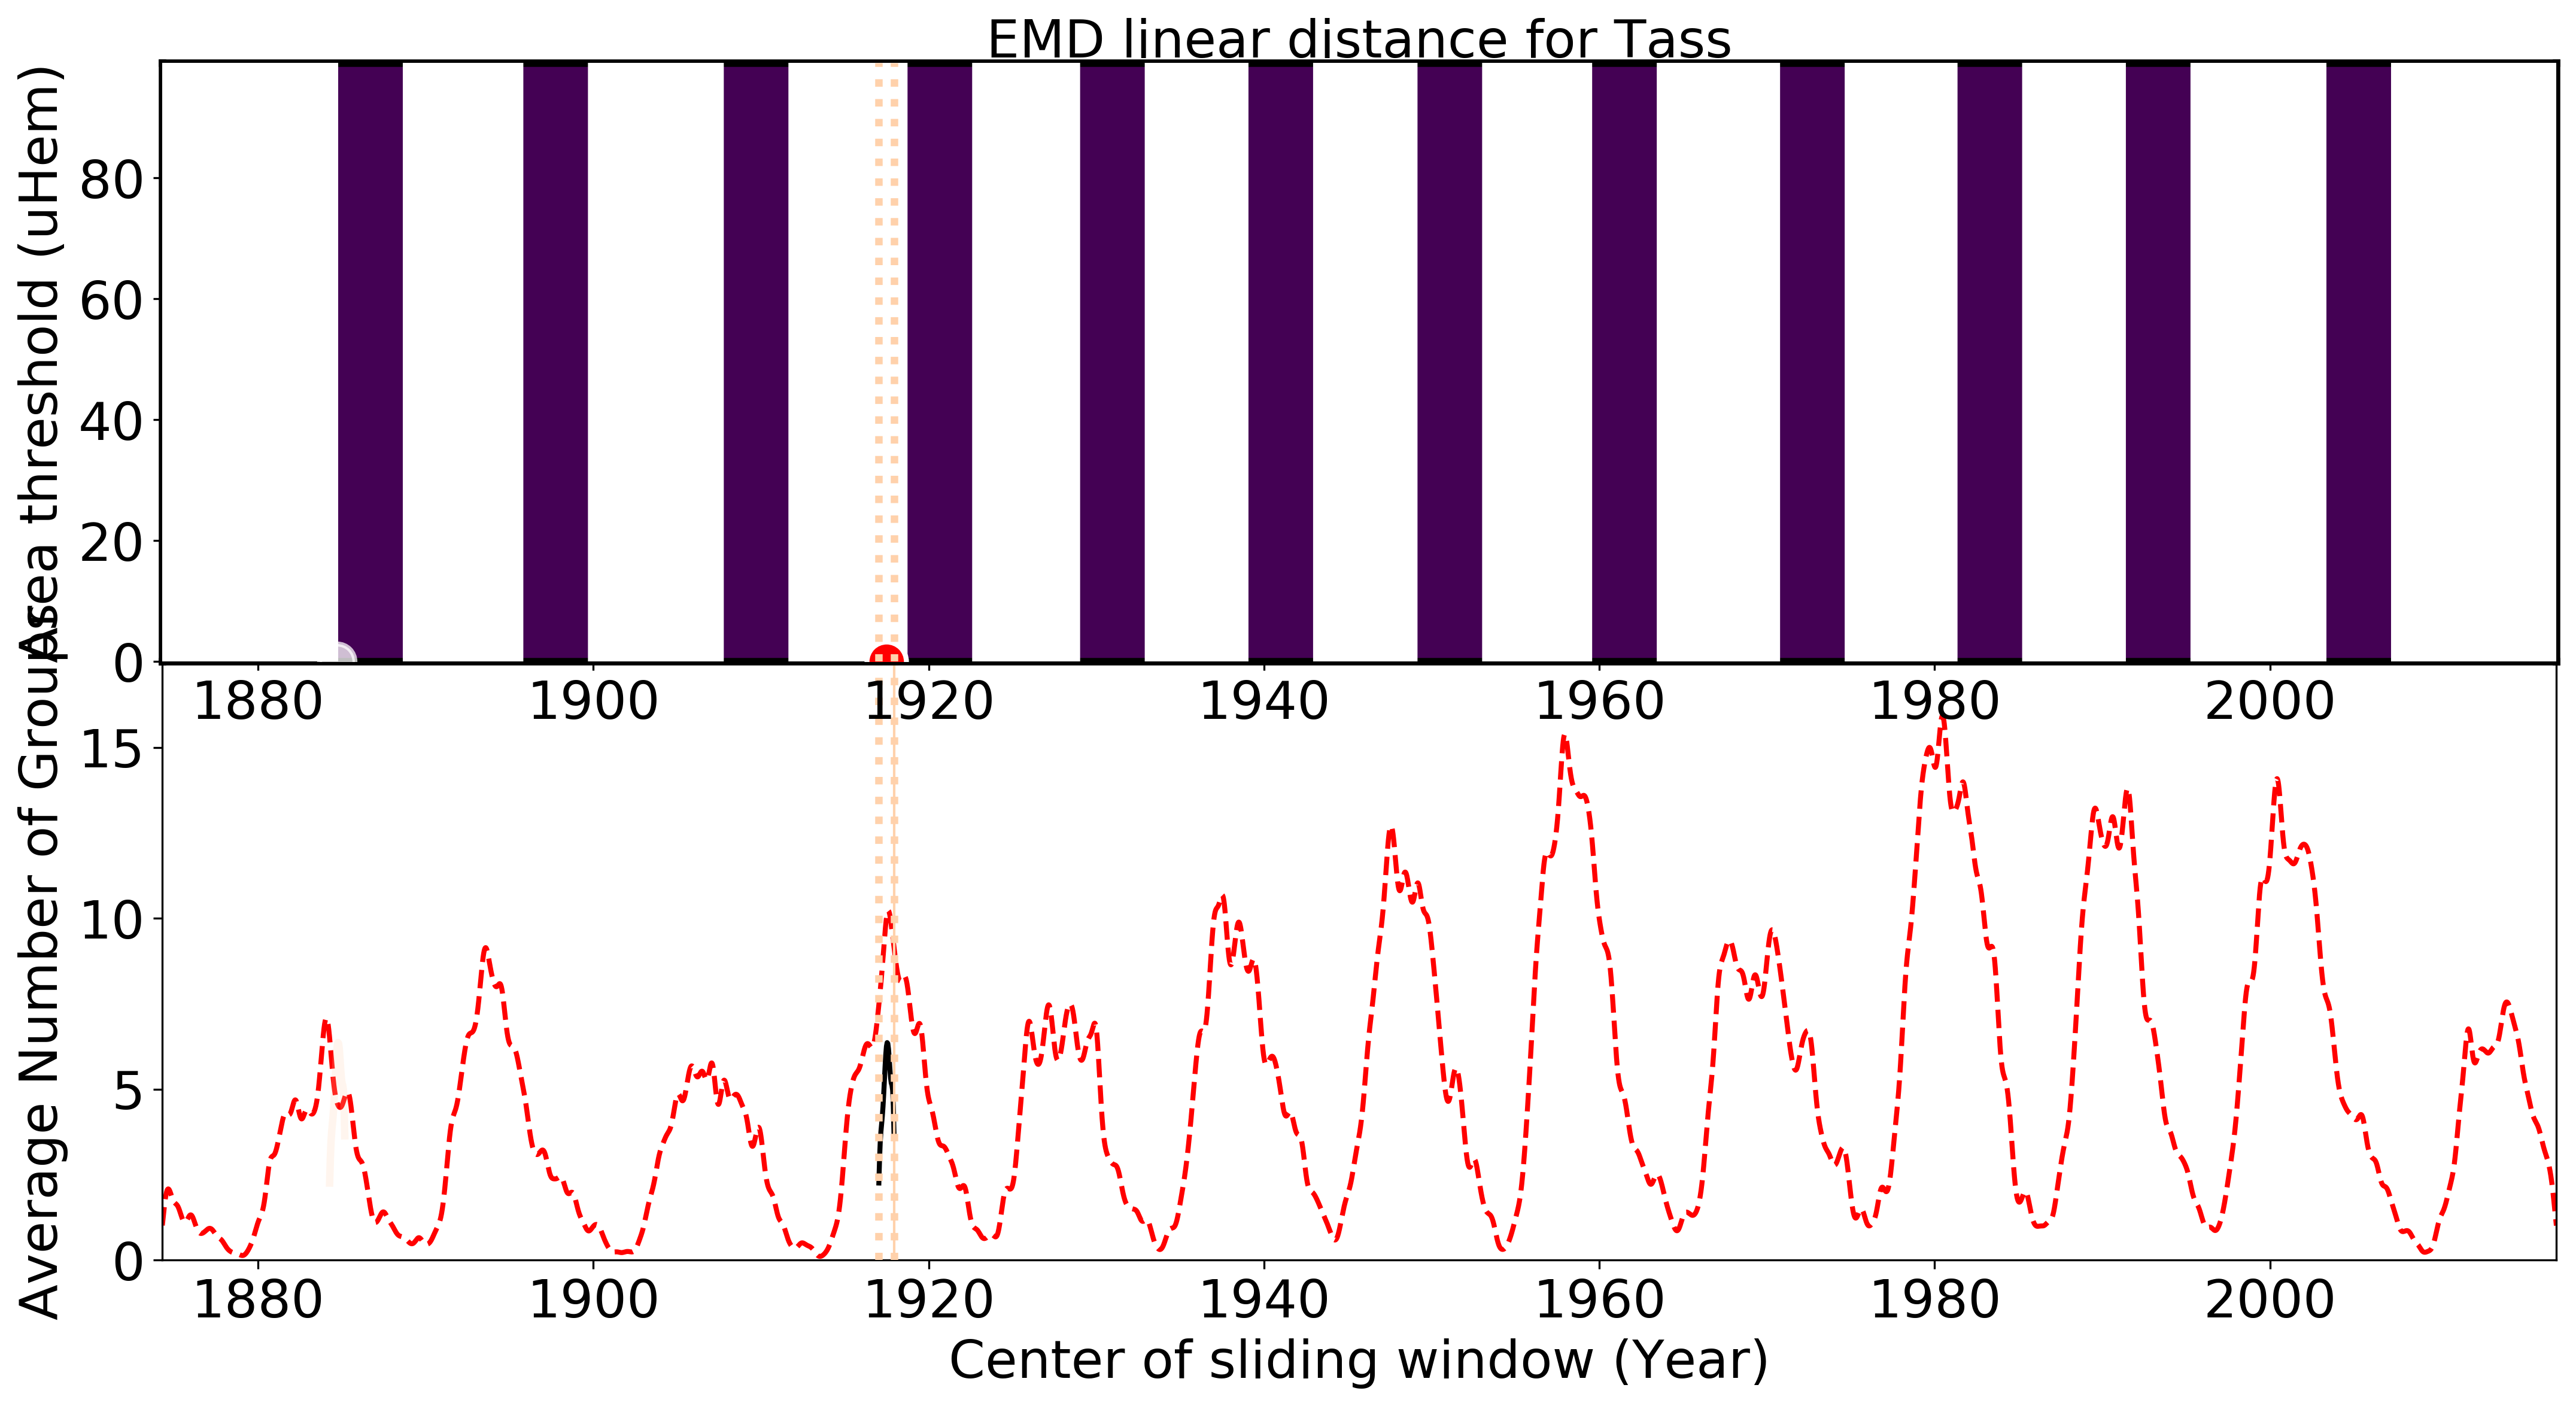 EMD linear distance for Tass
Area threshold (uHem)
80
60
40
20
0
1880 1900 1920 1940 1960 1980 2000
Average Number of Groups
15
10
5
0
1880 1900 1920 1940 1960 1980 2000
Center of sliding window (Year)